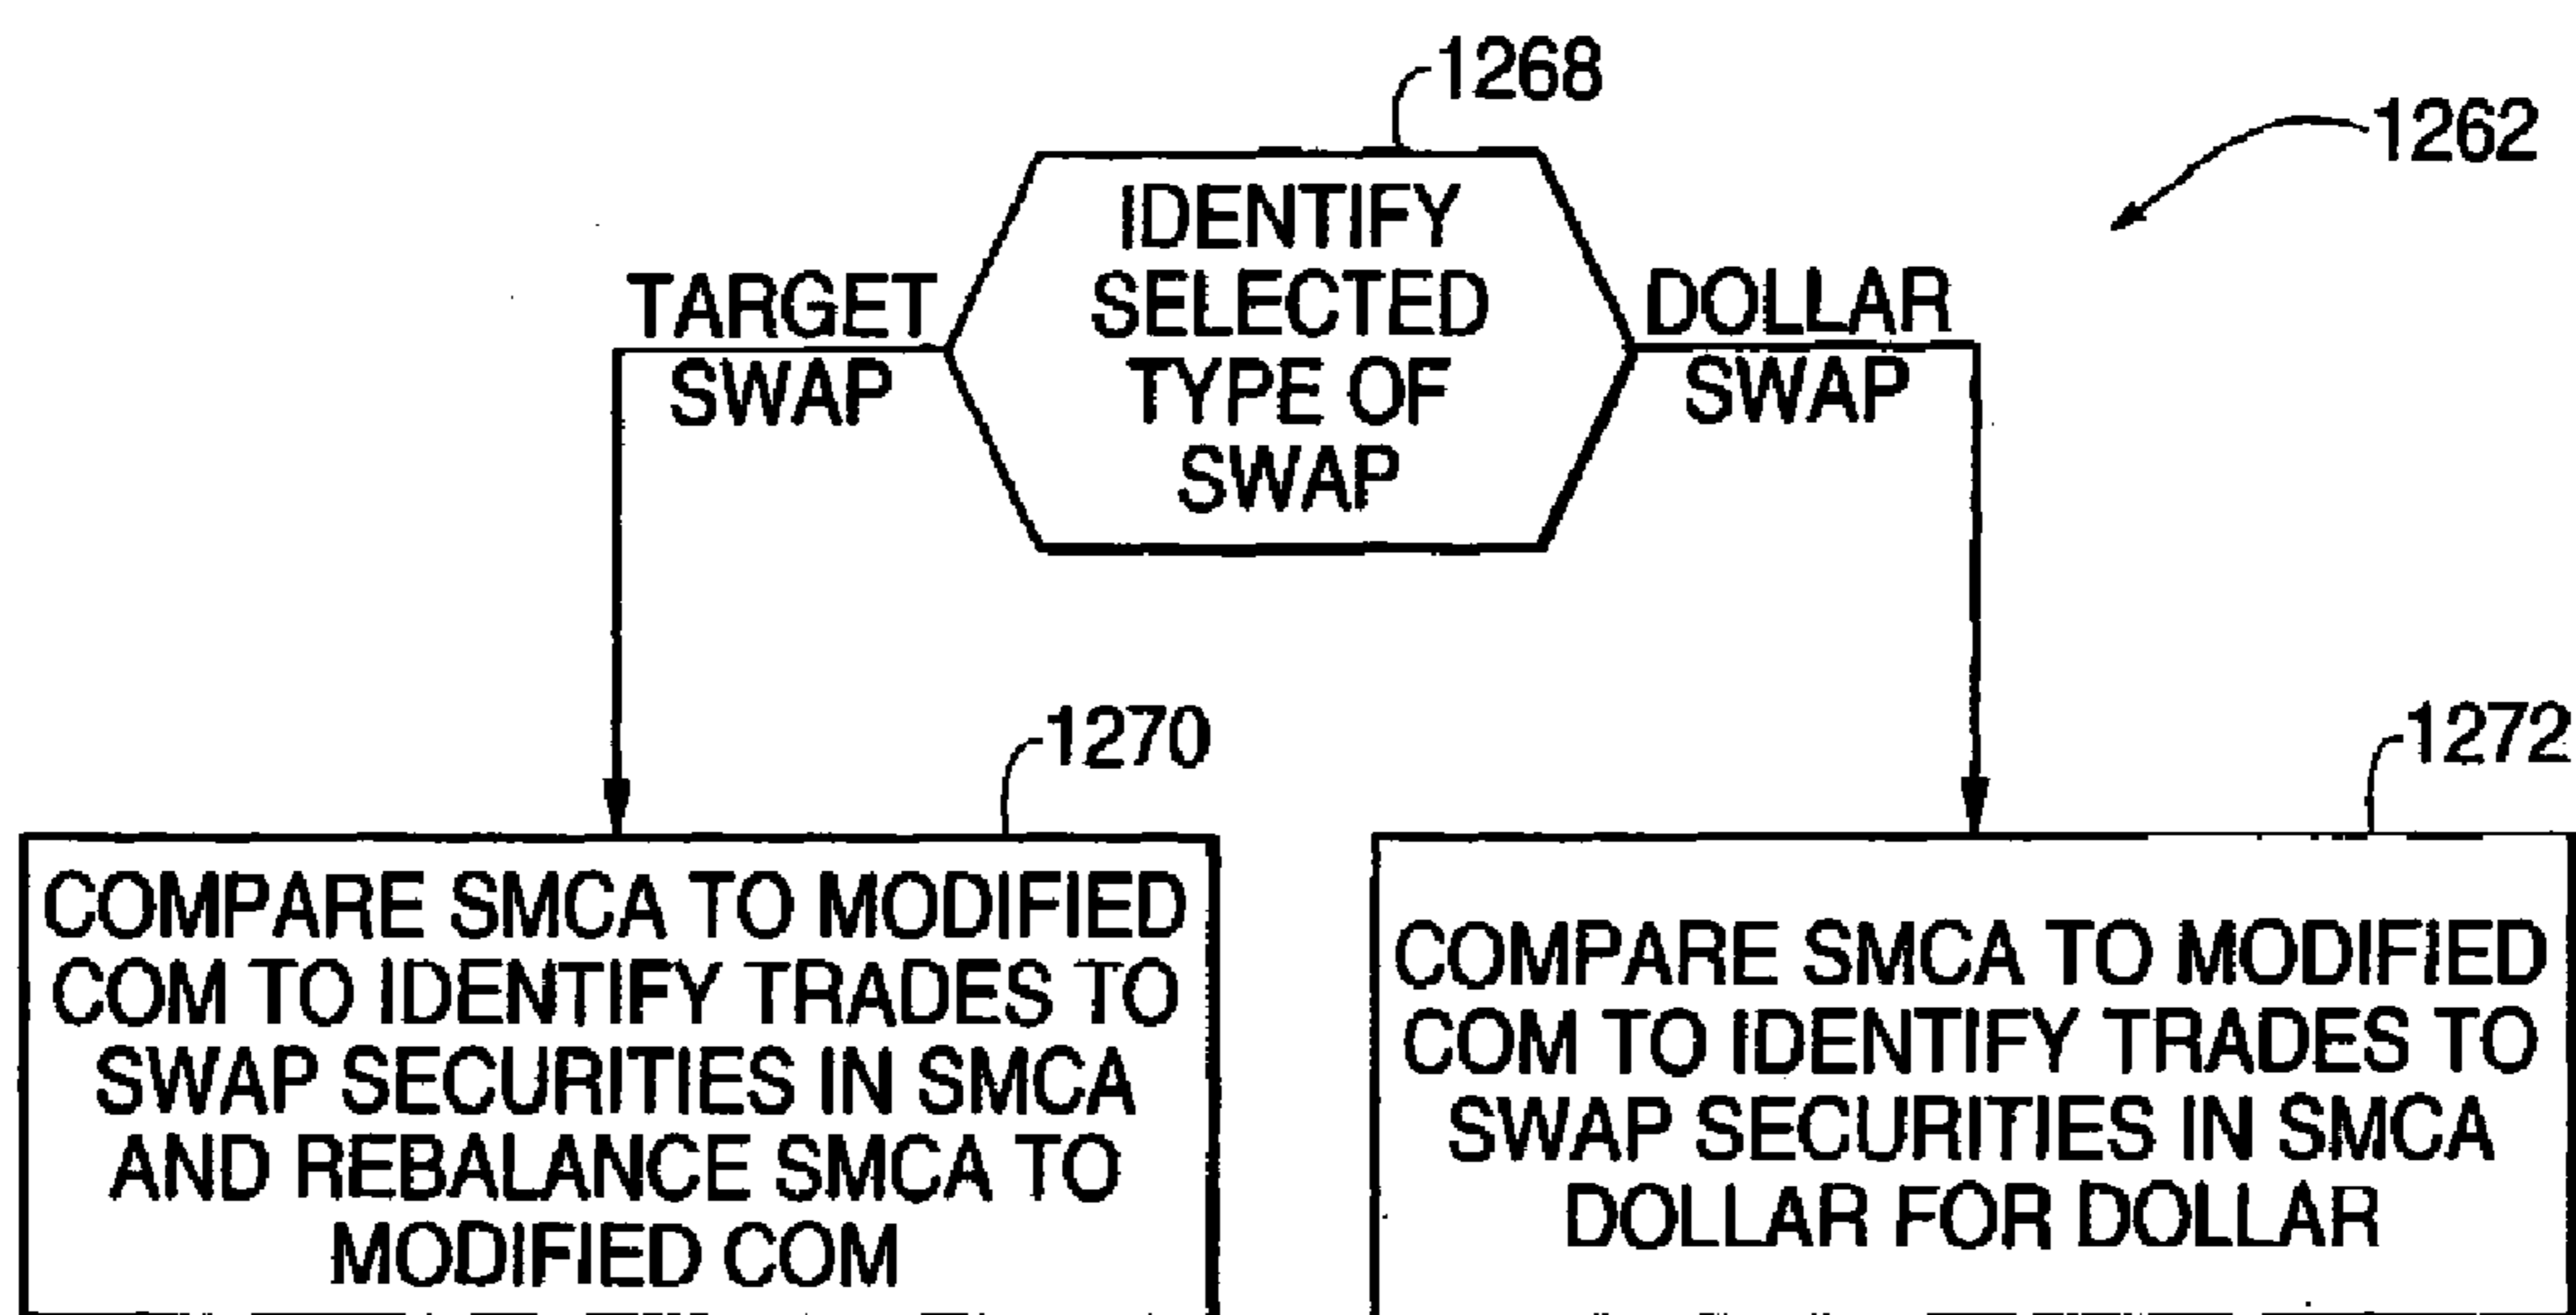 1268
1262
IDENTIFY
SELECTED
TYPE OF
SWAP
TARGET
SWAP
DOLLAR
SWAP
1270
1272
COMPARE SMCA TO MODIFIED
COM TO IDENTIFY TRADES TO
SWAP SECURITIES IN SMCA
AND REBALANCE SMCA TO
MODIFIED COM
COMPARE SMCA TO MODIFIED
COM TO IDENTIFY TRADES TO
SWAP SECURITIES IN SMCA
DOLLAR FOR DOLLAR